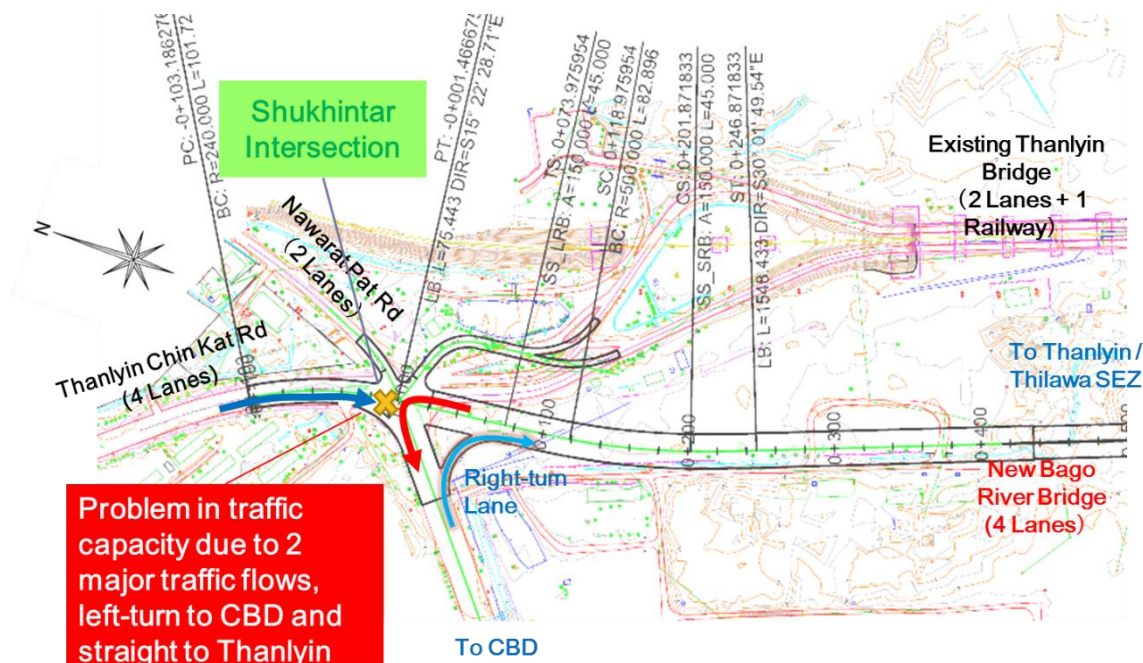 PC: -0+103.186276
BC: R=240.000 L=101.72
PT: -0+001.466675
LB: L=75.443 DIR=S15° 22' 28.71"E
TS: 0+073.975954
SS_LRB: A=150.000 L=45.000
SC: 0+118.975954
BC: R=500.000 L=82.896
CS: 0+201.871833
SS_SRB: A=150.000 L=45.000
ST: 0+246.871833
LB: L=1548.433 DIR=S30° 01' 49.54"E
Shukhintar
Intersection
N
Nawarat Pat Rd
(2 Lanes)
Existing Thanlyin
Bridge
(2 Lanes + 1
Railway)
Thanlyin Chin Kat Rd
(4 Lanes)
To Thanlyin /
Thilawa SEZ
0+100
0+200
0+300
0+400
Right-turn
Lane
New Bago
River Bridge
(4 Lanes)
Problem in traffic
capacity due to 2
major traffic flows,
left-turn to CBD and
straight to Thanlyin
To CBD